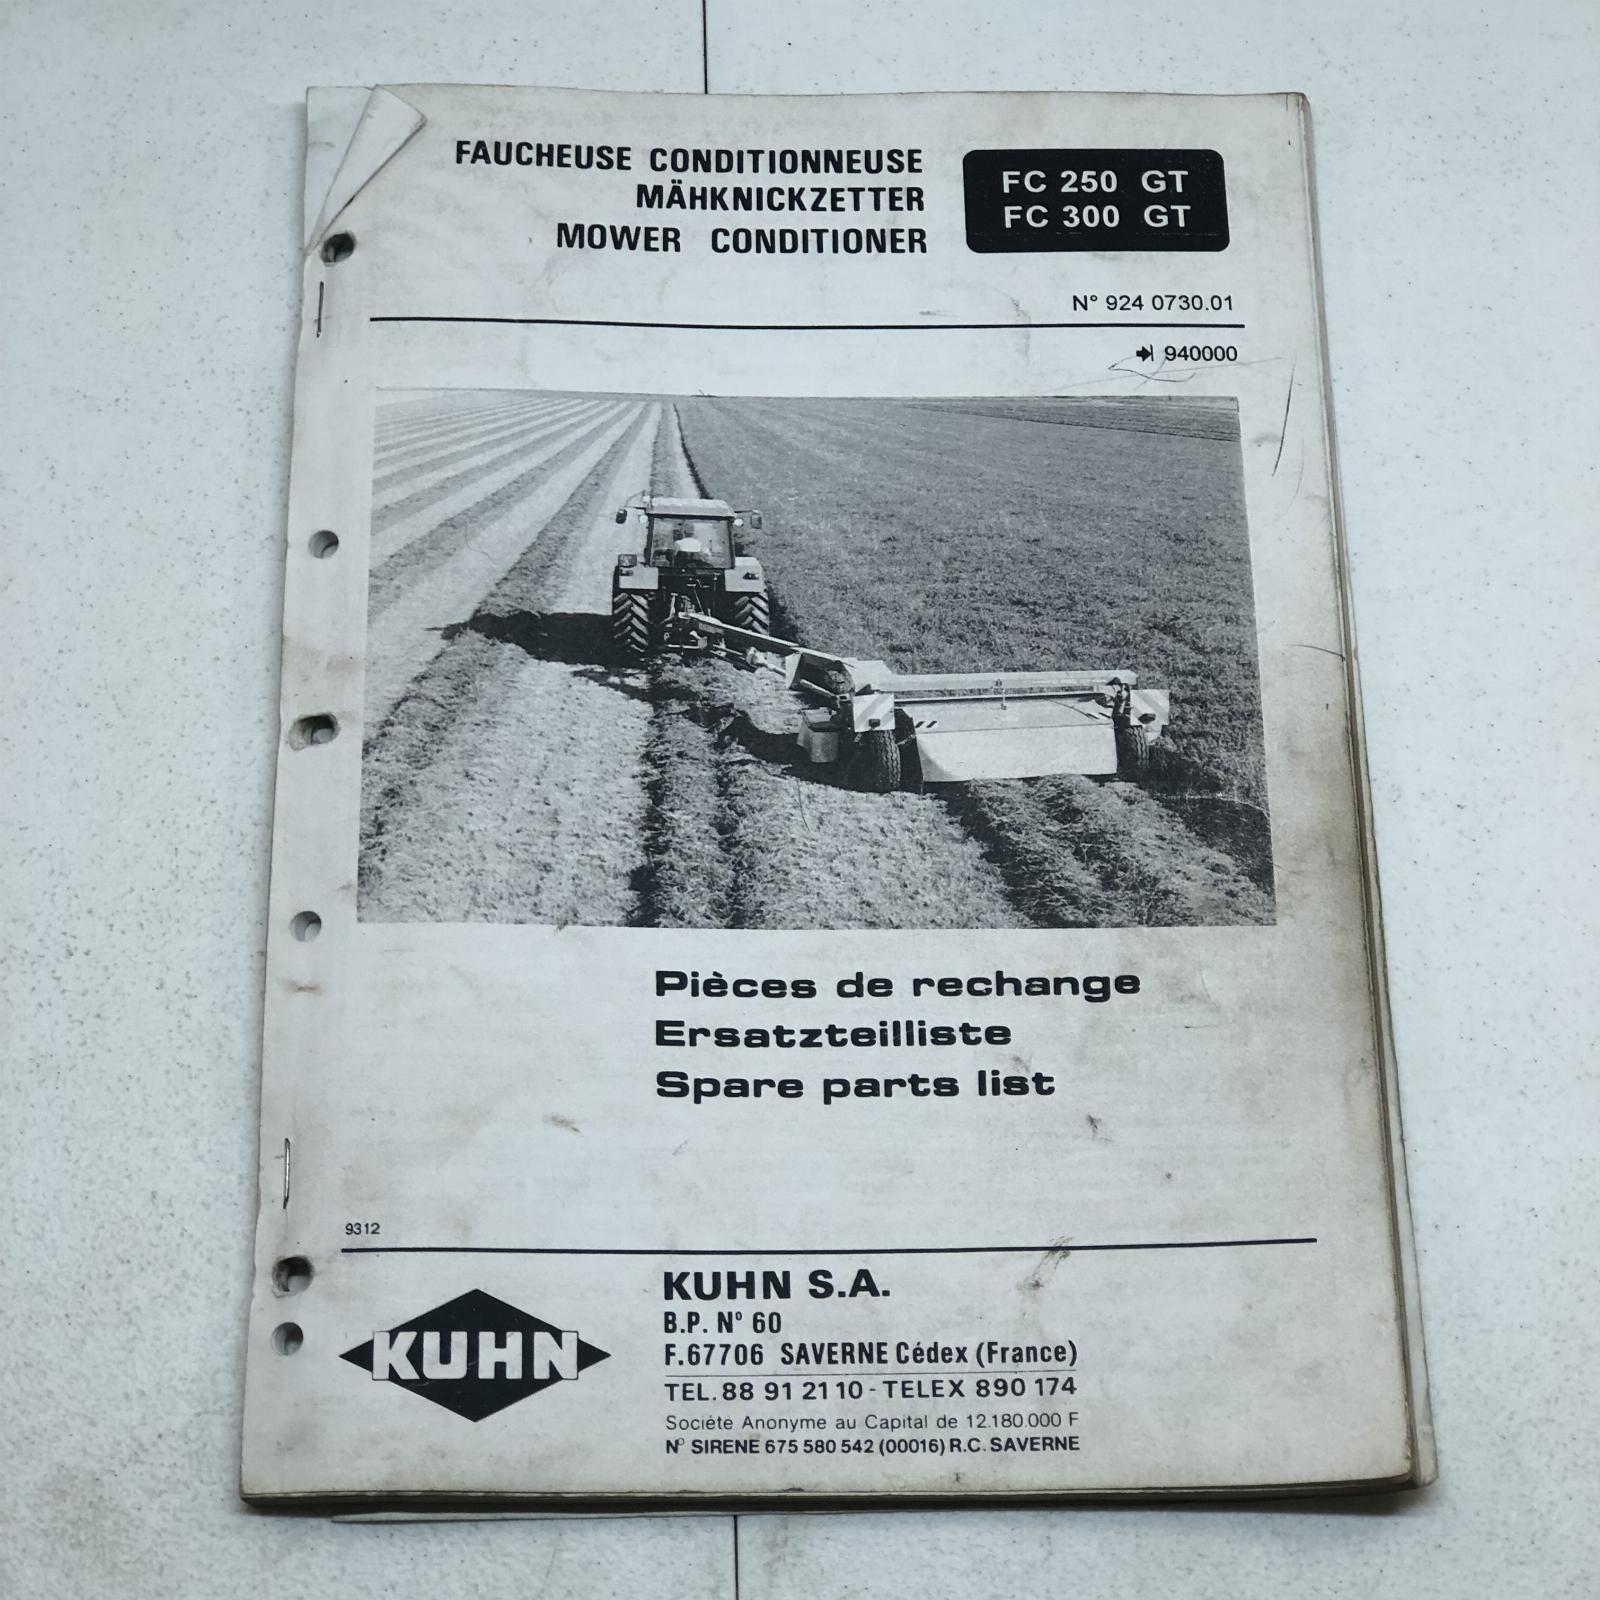 FAUCHEUSE CONDITIONNEUSE
MÄHKNICKZETTER
MOWER CONDITIONER
FC 250 GT
FC 300 GT
N° 924 0730.01
940000
Pièces de rechange
Ersatzteilliste
Spare parts list
9312
KUHN
KUHN S.A.
B.P. N° 60
F.67706 SAVERNE Cédex (France)
TEL. 88 91 21 10 - TELEX 890 174
Société Anonyme au Capital de 12.180.000 F
N° SIRENE 675 580 542 (00016) R.C. SAVERNE